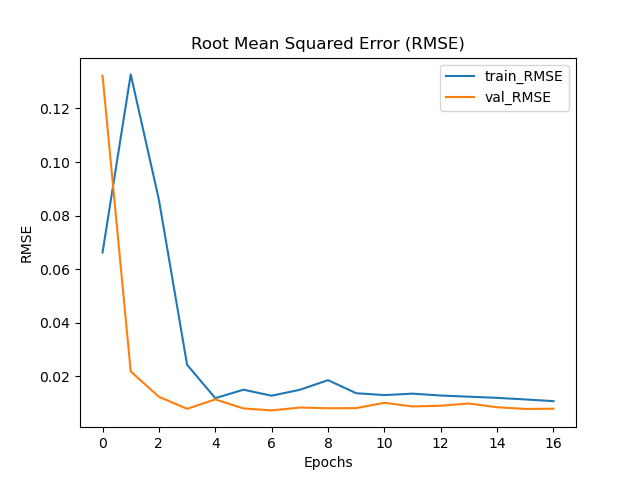 Root Mean Squared Error (RMSE)
train_RMSE
val_RMSE
0.12
0.10
0.08
0.06
0.04
0.02
RMSE
0 2 4 6 8 10 12 14 16
Epochs